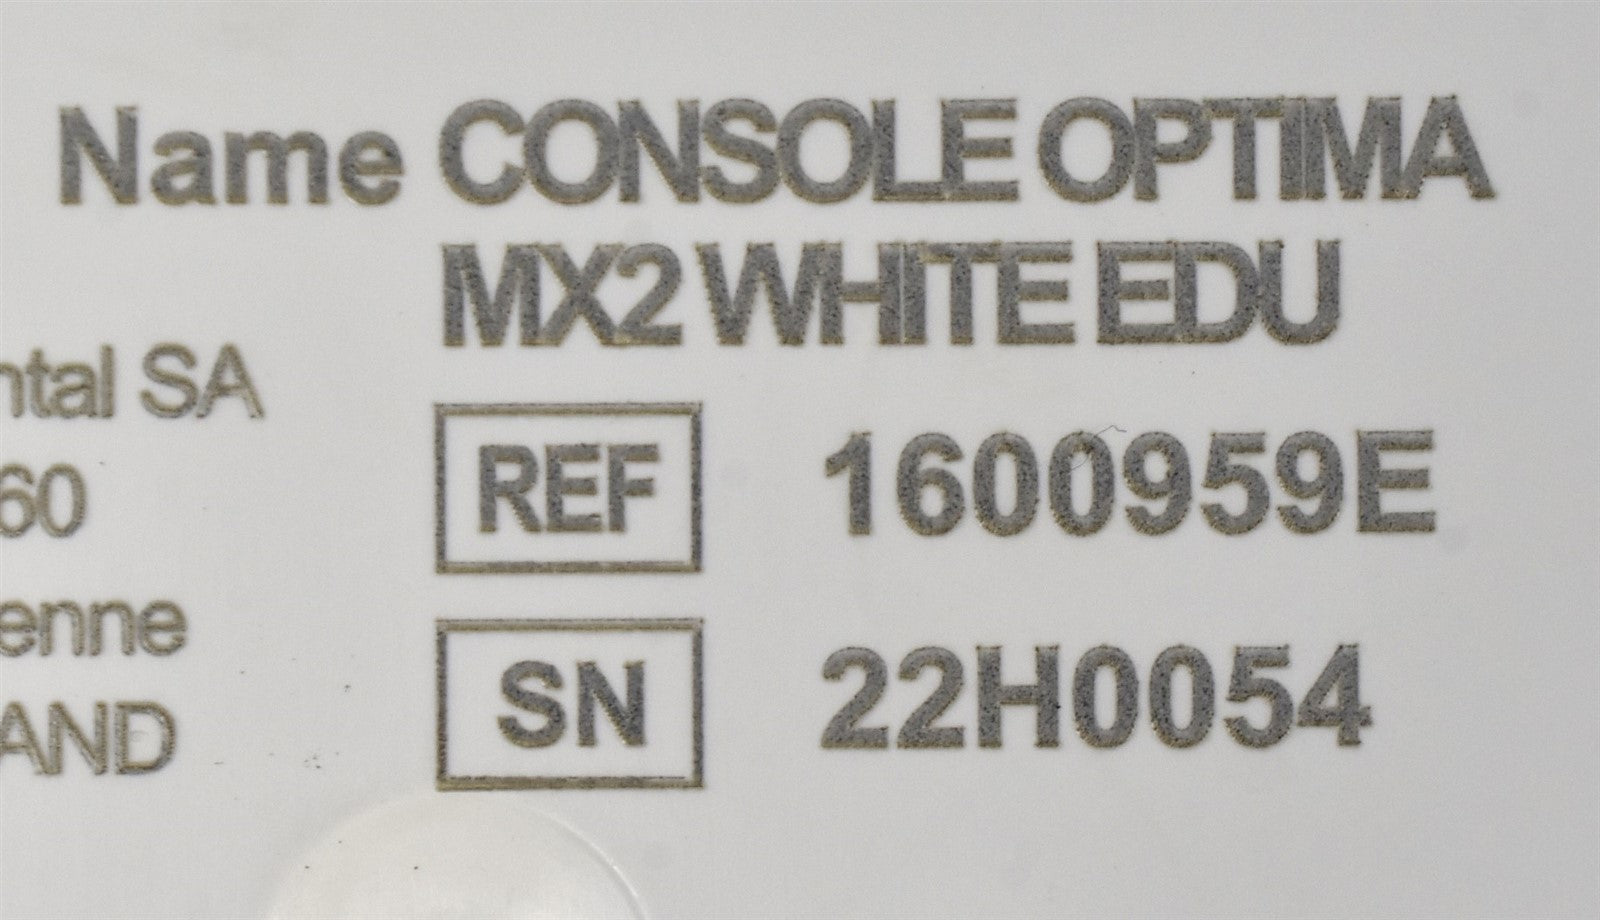 Name CONSOLE OPTIMA
MX2 WHITE EDU
ntal SA
60
enne
AND
REF 1600959E
SN 22H0054